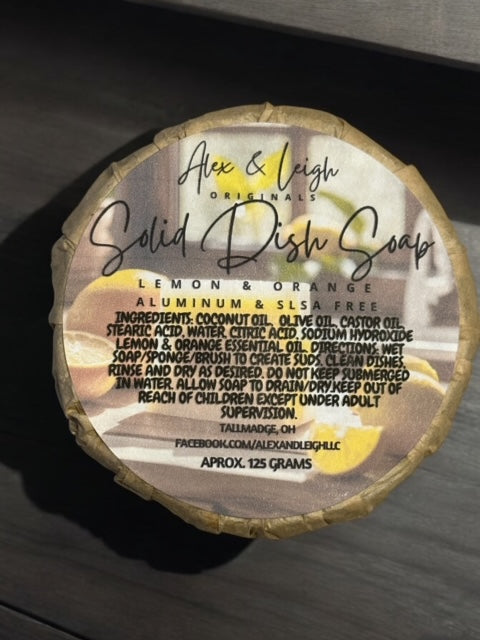 Alex & Leigh
ORIGINALS
Solid Dish Soap
LEMON & ORANGE
ALUMINUM & SLSA FREE
INGREDIENTS: COCONUT OIL, OLIVE OIL, CASTOR OIL,
STEARIC ACID, WATER, CITRIC ACID, SODIUM HYDROXIDE
LEMON & ORANGE ESSENTIAL OIL. DIRECTIONS: WET
SOAP/SPONGE/BRUSH TO CREATE SUDS. CLEAN DISHES,
RINSE AND DRY AS DESIRED. DO NOT KEEP SUBMERGED
IN WATER. ALLOW SOAP TO DRAIN/DRY.KEEP OUT OF
REACH OF CHILDREN EXCEPT UNDER ADULT
SUPERVISION.
TALLMADGE, OH
FACEBOOK.COM/ALEXANDLEIGHLLC
APROX. 125 GRAMS